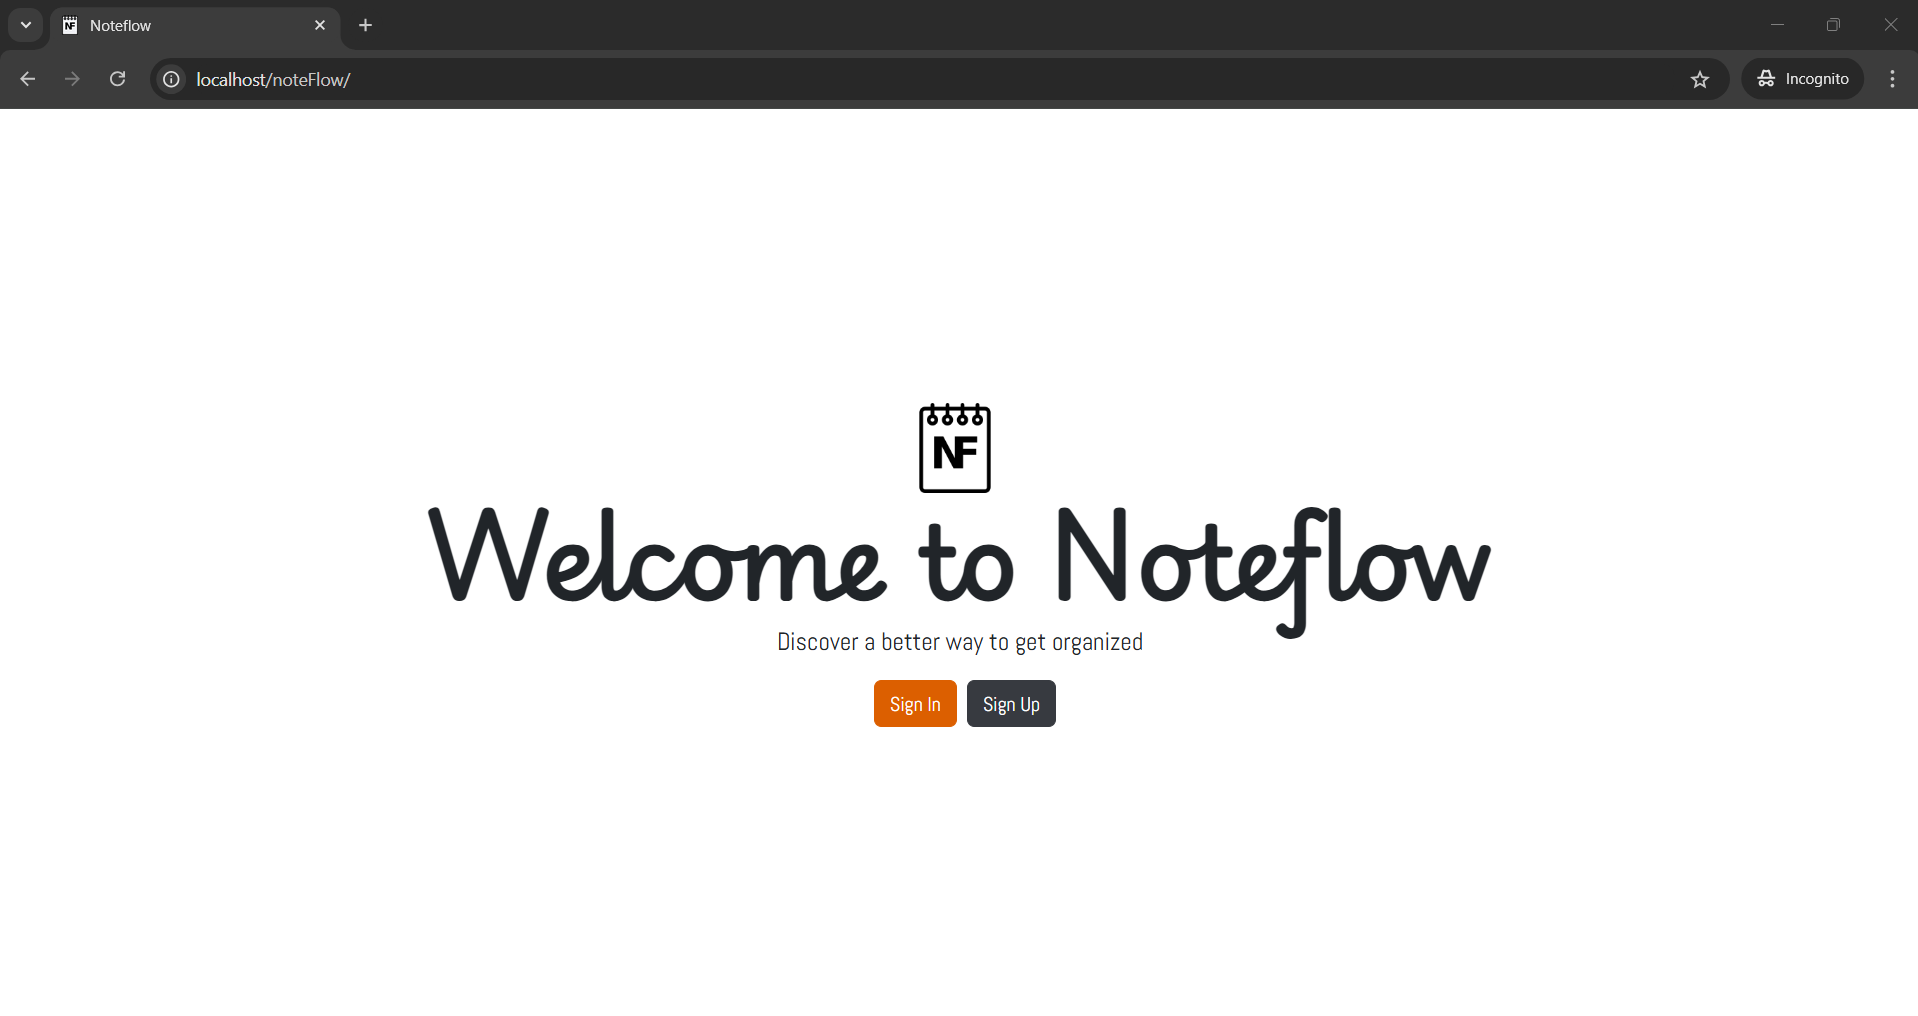 Noteflow
localhost/noteFlow/
Incognito
NF
Welcome to Noteflow
Discover a better way to get organized
Sign In
Sign Up